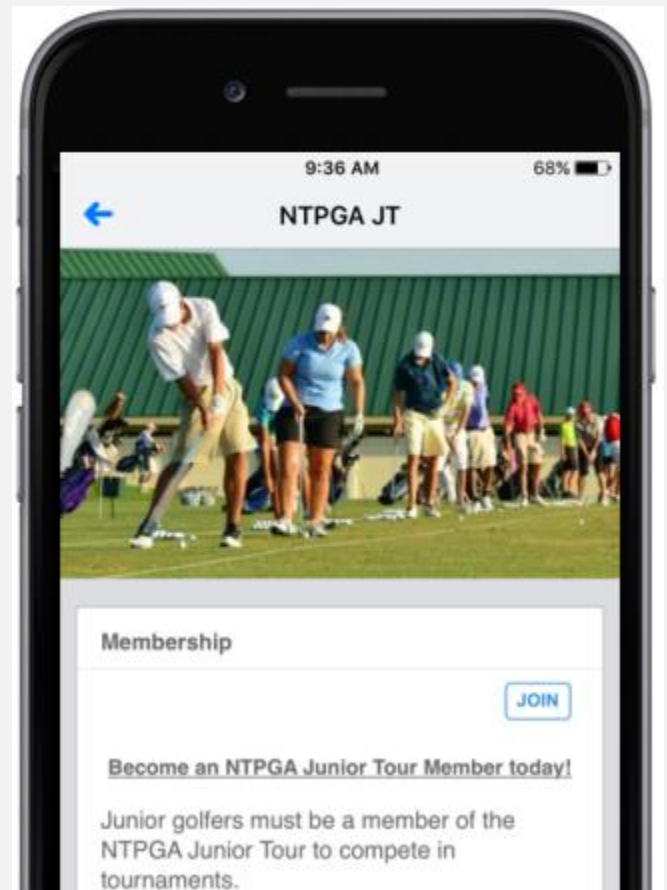 9:36 AM 68%
NTPGA JT
Membership
JOIN
Become an NTPGA Junior Tour Member today!
Junior golfers must be a member of the
NTPGA Junior Tour to compete in
tournaments.